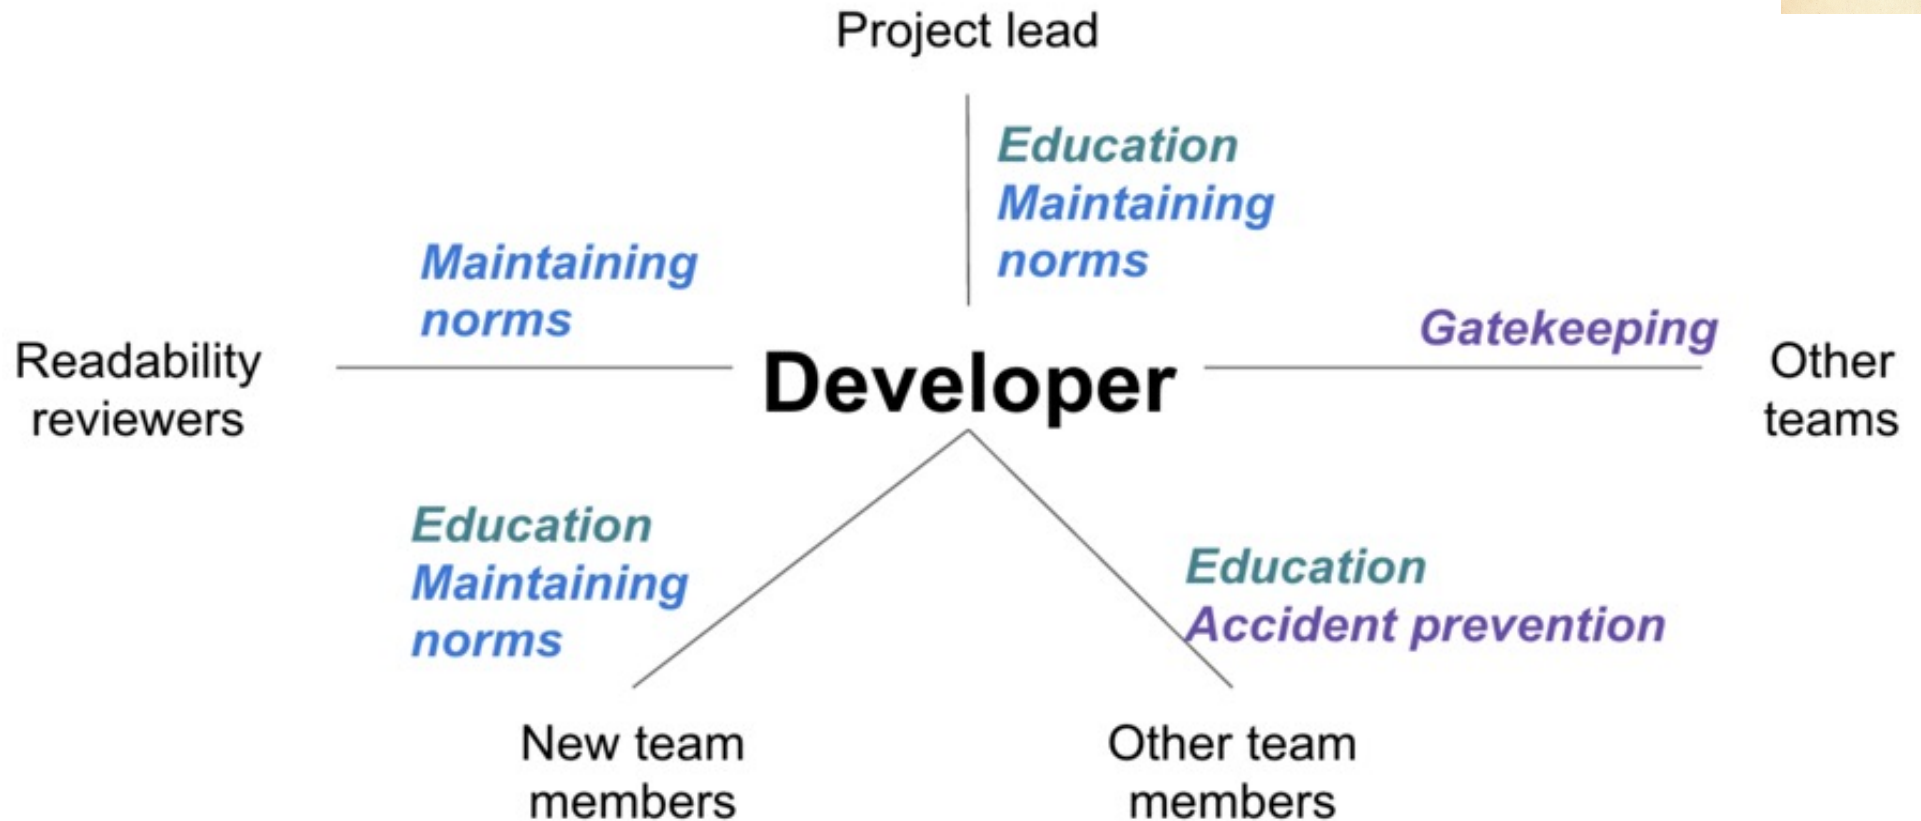 Project lead
Education
Maintaining
norms
Maintaining
norms
Gatekeeping
Readability
reviewers
Developer
Other
teams
Education
Maintaining
norms
Education
Accident prevention
New team
members
Other team
members